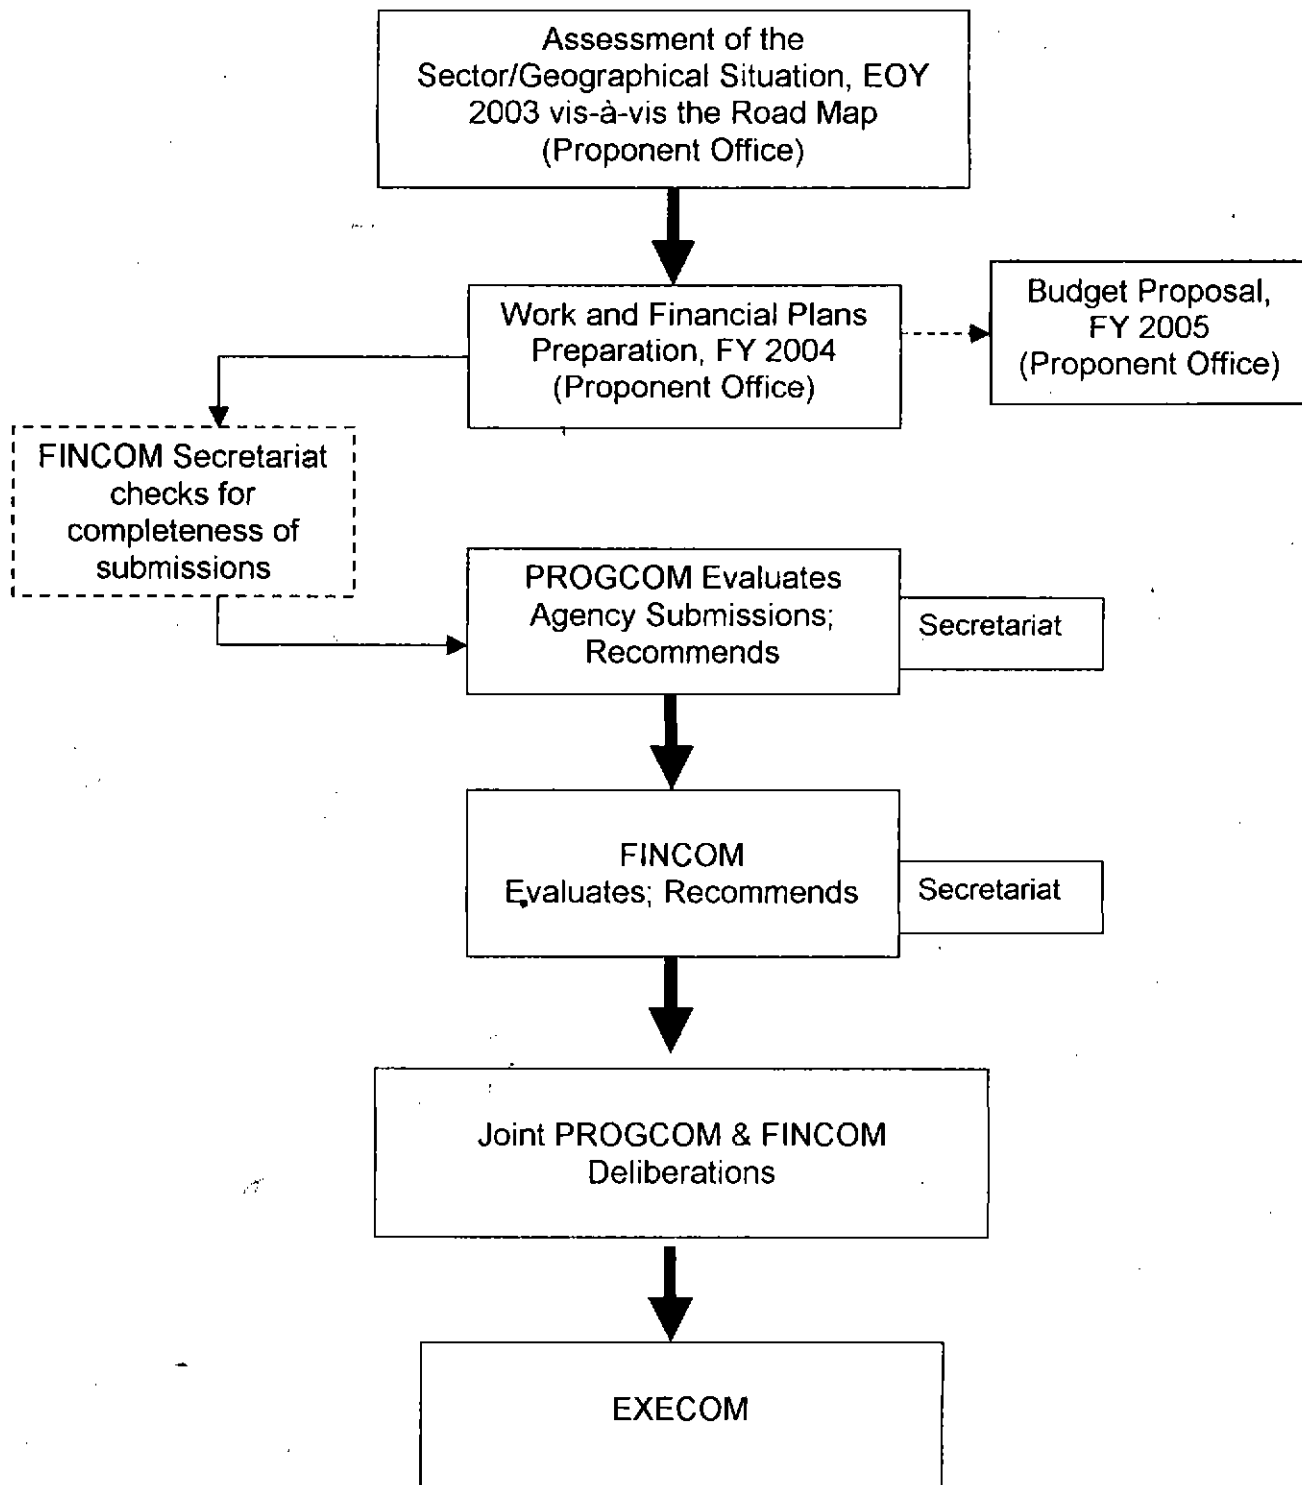 Assessment of the
Sector/Geographical Situation, EOY
2003 vis-à-vis the Road Map
(Proponent Office)
Work and Financial Plans
Preparation, FY 2004
(Proponent Office)
Budget Proposal,
FY 2005
(Proponent Office)
FINCOM Secretariat
checks for
completeness of
submissions
PROGCOM Evaluates
Agency Submissions;
Recommends
Secretariat
FINCOM
Evaluates; Recommends
Secretariat
Joint PROGCOM & FINCOM
Deliberations
EXECOM